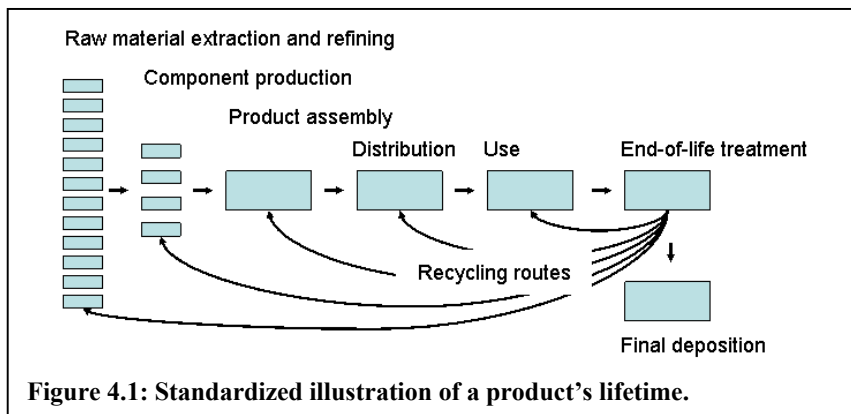 Raw material extraction and refining
Component production
Product assembly
Distribution
Use
End-of-life treatment
Recycling routes
Final deposition
Figure 4.1: Standardized illustration of a product’s lifetime.